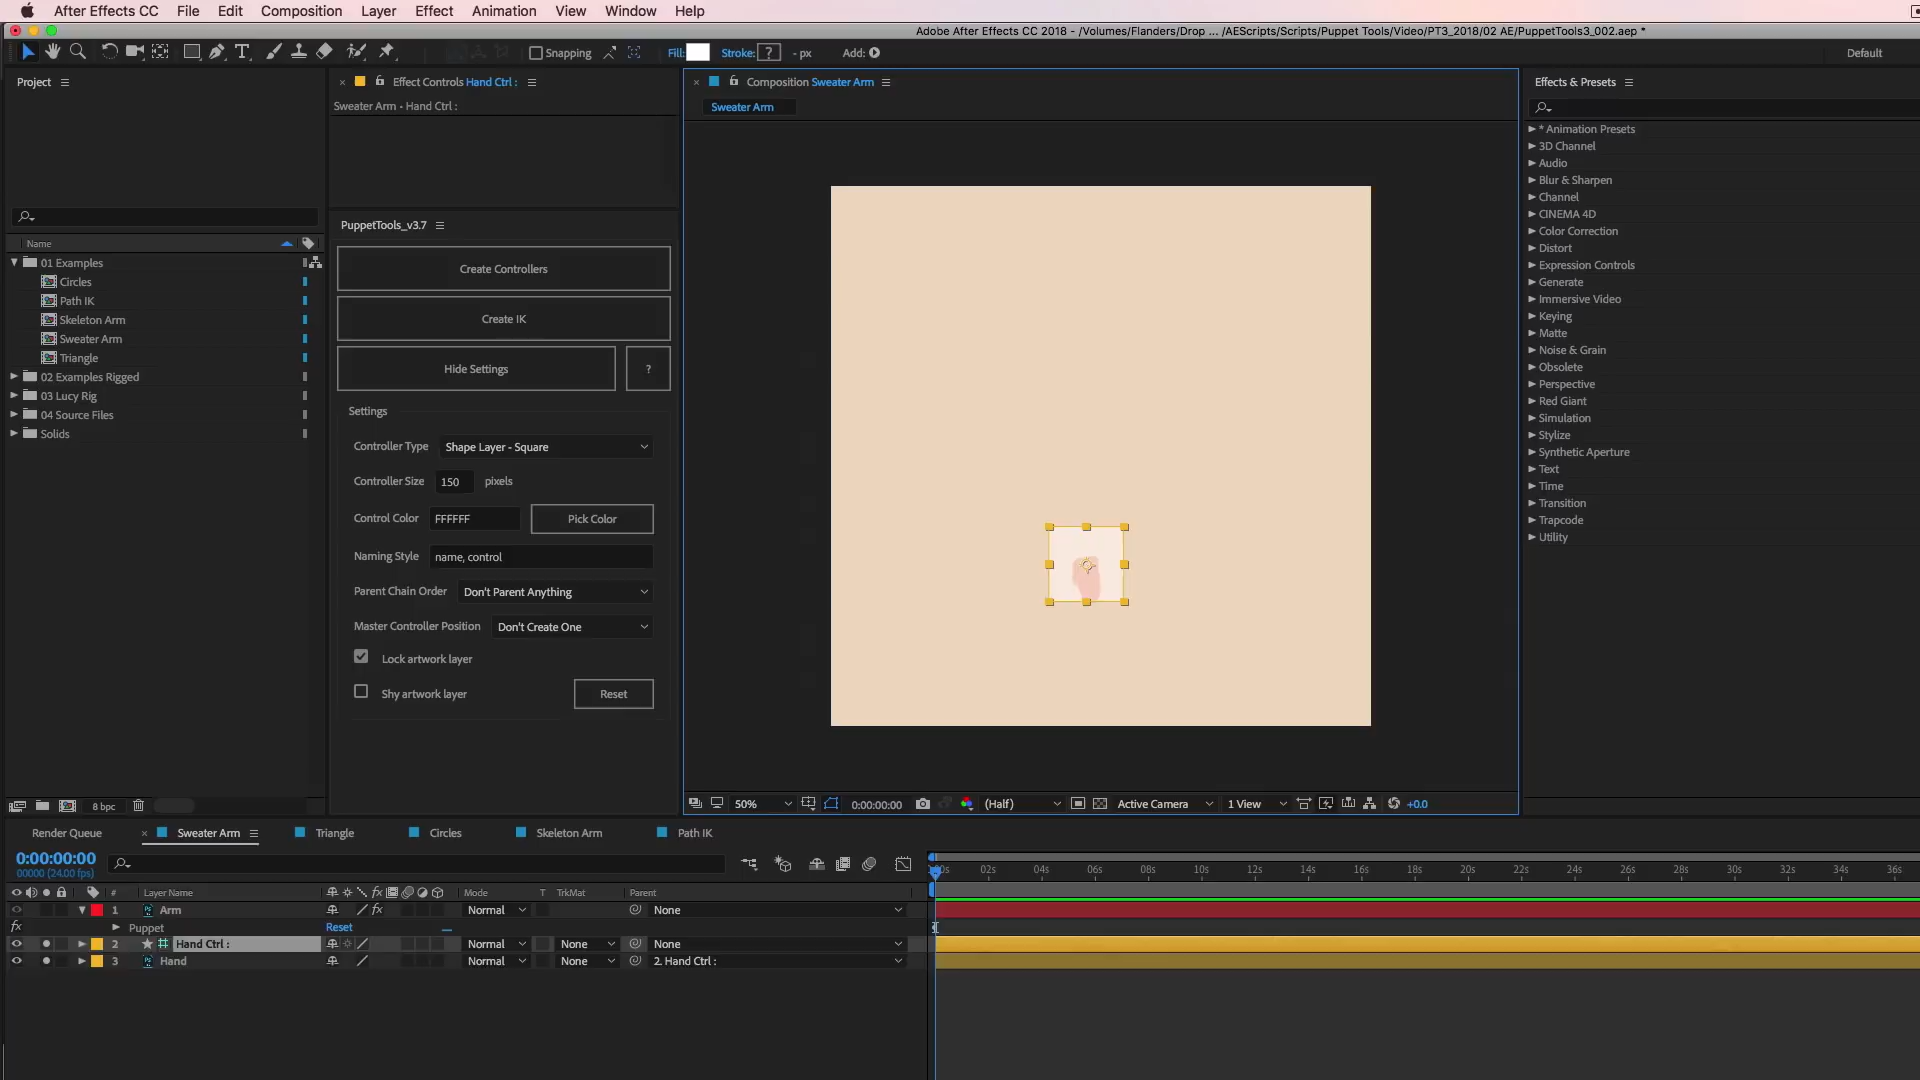 After Effects CC File Edit Composition Layer Effect Animation View Window Help
Adobe After Effects CC 2018 - /Volumes/Flanders/Drop ... /AEScripts/Scripts/Puppet Tools/Video/PT3_2018/02 AE/PuppetTools3_002.aep *
Snapping Fill: Stroke: ? - px Add: Default
Project
Effect Controls Hand Ctrl :
Sweater Arm • Hand Ctrl :
Composition Sweater Arm
Sweater Arm
Effects & Presets
* Animation Presets
3D Channel
Audio
Blur & Sharpen
Channel
CINEMA 4D
Color Correction
Distort
Expression Controls
Generate
Immersive Video
Keying
Matte
Noise & Grain
Obsolete
Perspective
Red Giant
Simulation
Stylize
Synthetic Aperture
Text
Time
Transition
Trapcode
Utility
Name
01 Examples
Circles
Path IK
Skeleton Arm
Sweater Arm
Triangle
02 Examples Rigged
03 Lucy Rig
04 Source Files
Solids
8 bpc
PuppetTools_v3.7
Create Controllers
Create IK
Hide Settings ?
Settings
Controller Type Shape Layer - Square
Controller Size 150 pixels
Control Color FFFFFF Pick Color
Naming Style name, control
Parent Chain Order Don't Parent Anything
Master Controller Position Don't Create One
Lock artwork layer
Shy artwork layer Reset
50% 0:00:00:00 (Half) Active Camera 1 View +0.0
Render Queue Sweater Arm Triangle Circles Skeleton Arm Path IK
0:00:00:00
00000 (24.00 fps)
02s 04s 06s 08s 10s 12s 14s 16s 18s 20s 22s 24s 26s 28s 30s 32s 34s 36s
# Layer Name fx Mode T TrkMat Parent
1 Arm fx Normal None
fx Puppet Reset
2 Hand Ctrl : Normal None None
3 Hand Normal None 2. Hand Ctrl :